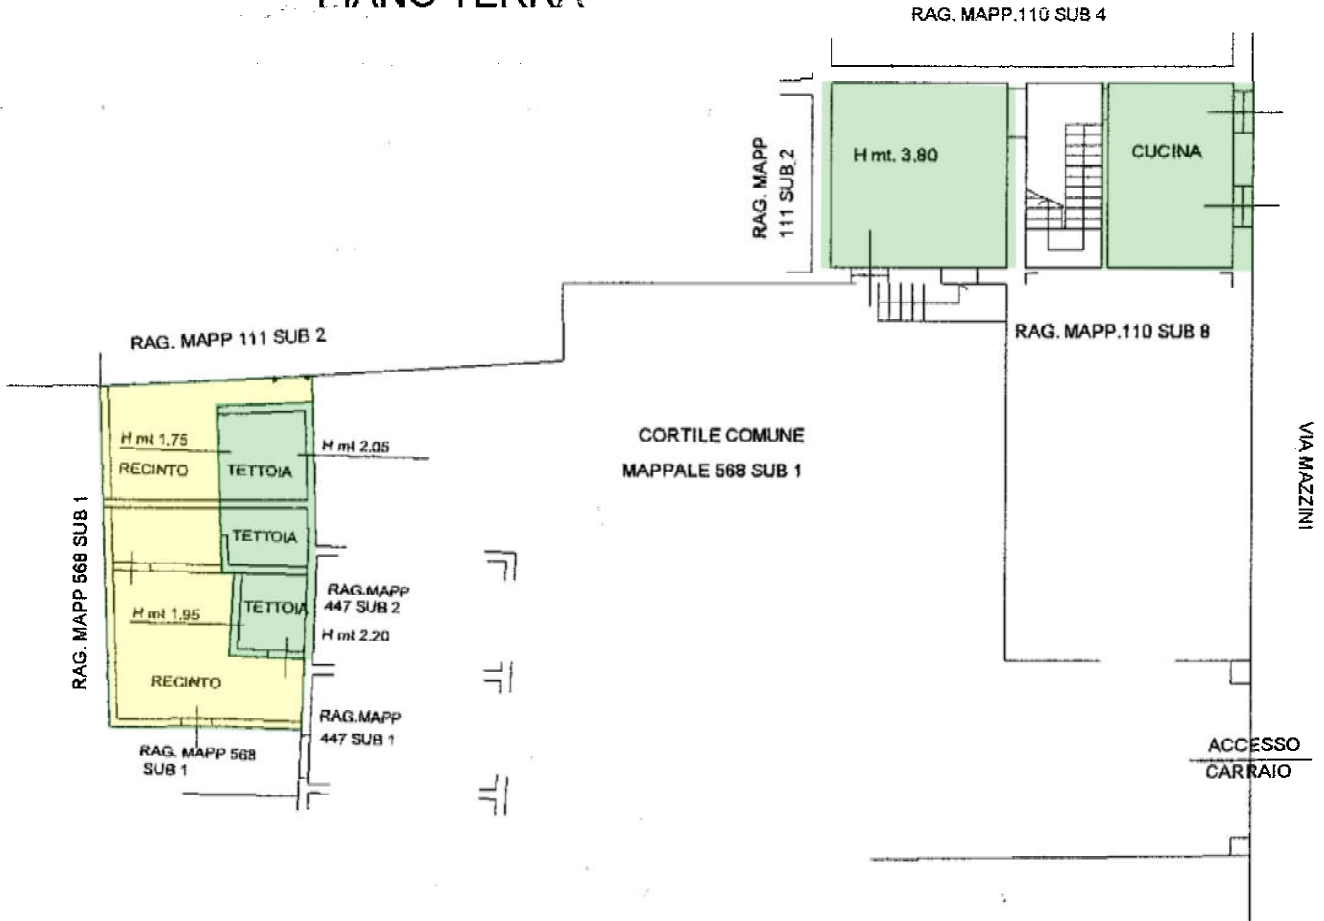 PIANO TERRA
RAG. MAPP.110 SUB 4
RAG. MAPP
111 SUB 2
H mt. 3,80
CUCINA
RAG. MAPP 111 SUB 2
RAG. MAPP.110 SUB 8
H mt 1,75
RECINTO
TETTOIA
H mt 2,05
CORTILE COMUNE
MAPPALE 568 SUB 1
VIA MAZZINI
RAG. MAPP 568 SUB 1
TETTOIA
RAG.MAPP
447 SUB 2
TETTOIA
H mt 1,95
H mt 2,20
RECINTO
RAG.MAPP
447 SUB 1
RAG. MAPP 568
SUB 1
ACCESSO
CARRAIO